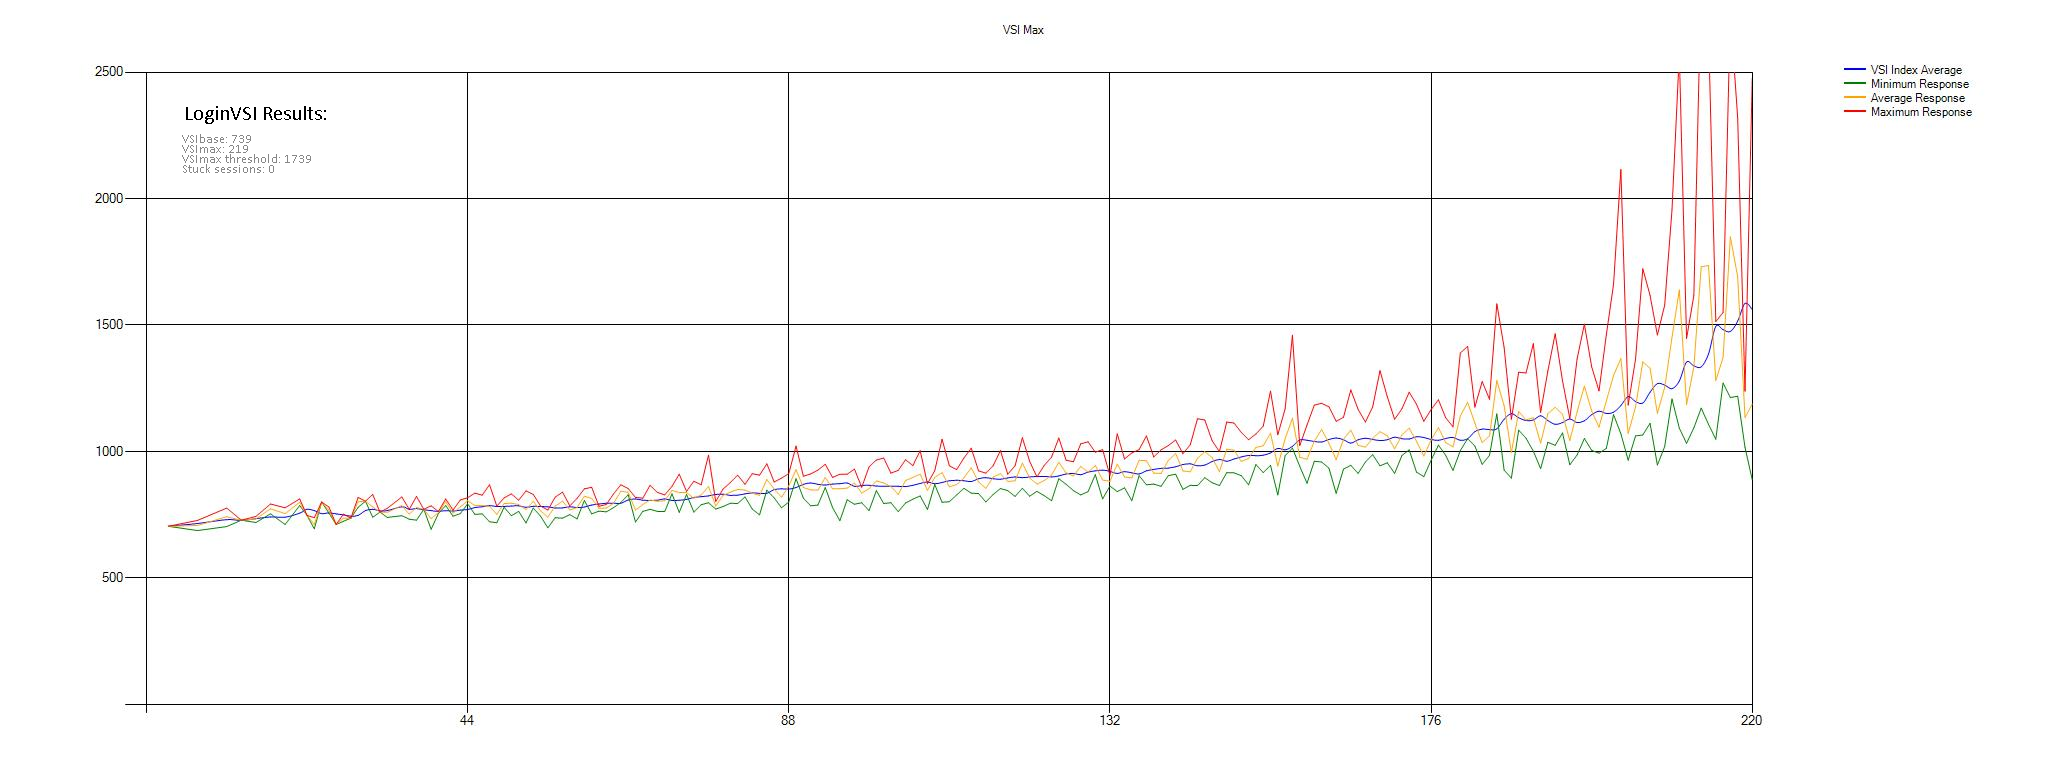 VSI Max
2500
2000
1500
1000
500
44
88
132
176
220
LoginVSI Results:
VSIbase: 739
VSImax: 219
VSImax threshold: 1739
Stuck sessions: 0
VSI Index Average
Minimum Response
Average Response
Maximum Response